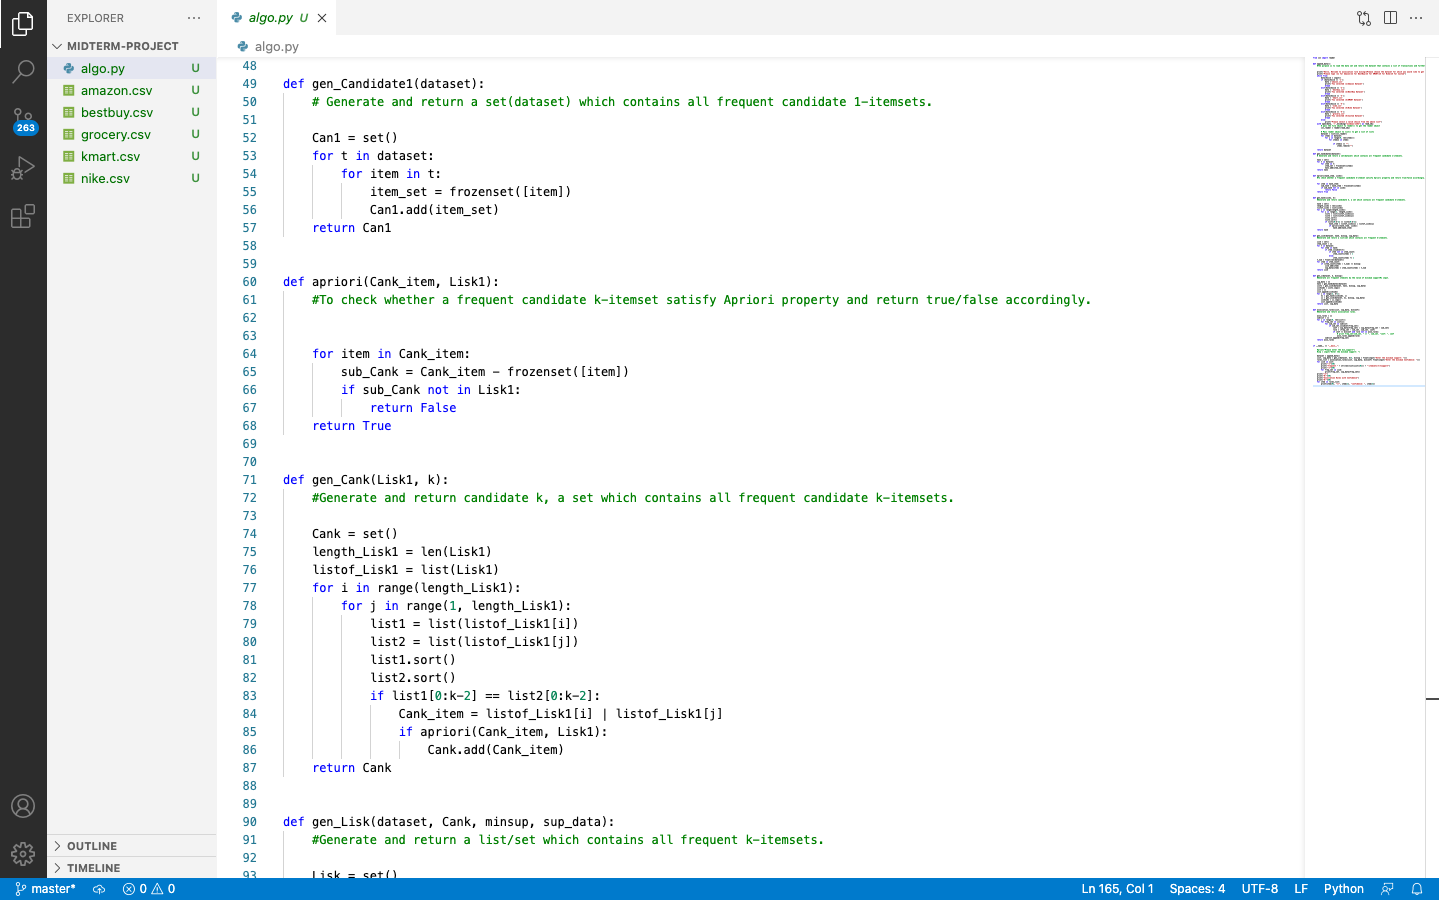 EXPLORER
MIDTERM-PROJECT
algo.py U
amazon.csv U
bestbuy.csv U
grocery.csv U
kmart.csv U
nike.csv U
263
OUTLINE
TIMELINE
algo.py U
algo.py
48
49 def gen_Candidate1(dataset):
50 # Generate and return a set(dataset) which contains all frequent candidate 1-itemsets.
51
52 Can1 = set()
53 for t in dataset:
54 for item in t:
55 item_set = frozenset([item])
56 Can1.add(item_set)
57 return Can1
58
59
60 def apriori(Cank_item, Lisk1):
61 #To check whether a frequent candidate k-itemset satisfy Apriori property and return true/false accordingly.
62
63
64 for item in Cank_item:
65 sub_Cank = Cank_item - frozenset([item])
66 if sub_Cank not in Lisk1:
67 return False
68 return True
69
70
71 def gen_Cank(Lisk1, k):
72 #Generate and return candidate k, a set which contains all frequent candidate k-itemsets.
73
74 Cank = set()
75 length_Lisk1 = len(Lisk1)
76 listof_Lisk1 = list(Lisk1)
77 for i in range(length_Lisk1):
78 for j in range(1, length_Lisk1):
79 list1 = list(listof_Lisk1[i])
80 list2 = list(listof_Lisk1[j])
81 list1.sort()
82 list2.sort()
83 if list1[0:k-2] == list2[0:k-2]:
84 Cank_item = listof_Lisk1[i] | listof_Lisk1[j]
85 if apriori(Cank_item, Lisk1):
86 Cank.add(Cank_item)
87 return Cank
88
89
90 def gen_Lisk(dataset, Cank, minsup, sup_data):
91 #Generate and return a list/set which contains all frequent k-itemsets.
92
93 Lisk = set()
master* 0 0 Ln 165, Col 1 Spaces: 4 UTF-8 LF Python